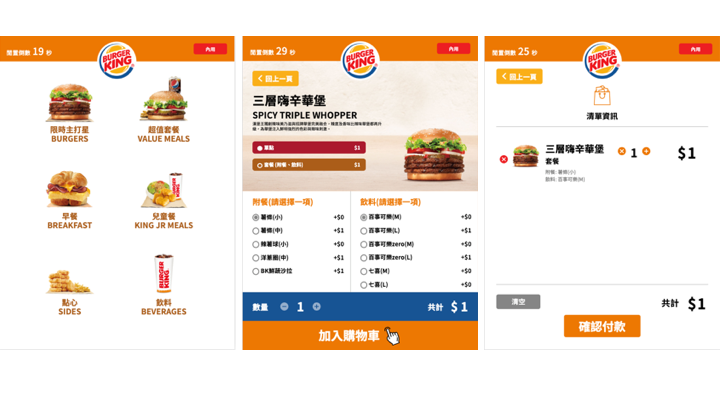 閒置倒數 19 秒
BURGER KING
內用
限時主打星
BURGERS
超值套餐
VALUE MEALS
早餐
BREAKFAST
兒童餐
KING JR MEALS
點心
SIDES
飲料
BEVERAGES
閒置倒數 29 秒
BURGER KING
內用
回上一頁
三層嗨辛華堡
SPICY TRIPLE WHOPPER
單點 $1
套餐 (附餐、飲料) $1
附餐(請選擇一項)
薯條(小) +$0
薯條(中) +$1
辣薯球(小) +$0
洋蔥圈(中) +$1
BK鮮蔬沙拉 +$1
飲料(請選擇一項)
百事可樂(M) +$0
百事可樂(L) +$1
百事可樂zero(M) +$0
百事可樂zero(L) +$1
七喜(M) +$0
七喜(L) +$0
數量 1 共計 $1
加入購物車
閒置倒數 25 秒
BURGER KING
內用
回上一頁
清單資訊
三層嗨辛華堡 1 $1
套餐
附餐: 薯條(小)
飲料: 百事可樂(M)
清空
共計 $1
確認付款